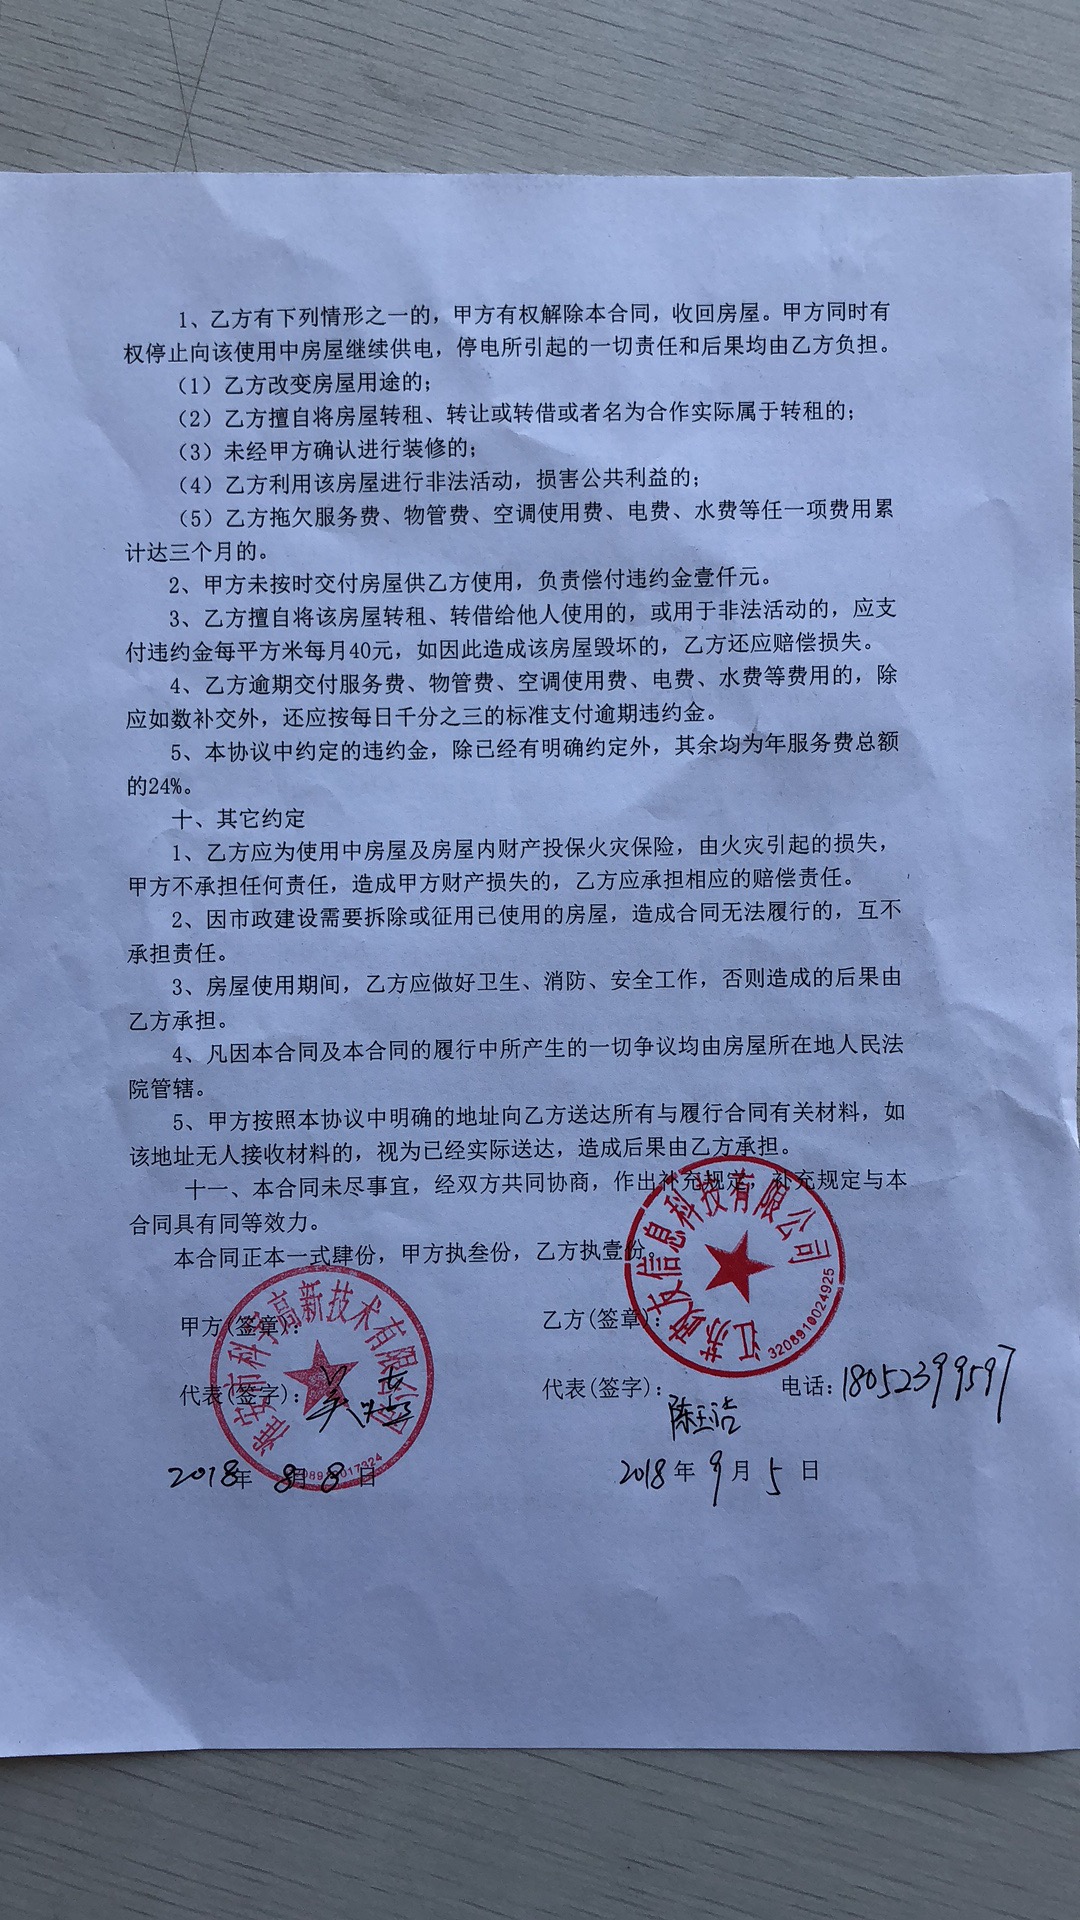 1、乙方有下列情形之一的，甲方有权解除本合同，收回房屋。甲方同时有
权停止向该使用中房屋继续供电，停电所引起的一切责任和后果均由乙方负担。
（1）乙方改变房屋用途的；
（2）乙方擅自将房屋转租、转让或转借或者名为合作实际属于转租的；
（3）未经甲方确认进行装修的；
（4）乙方利用该房屋进行非法活动，损害公共利益的；
（5）乙方拖欠服务费、物管费、空调使用费、电费、水费等任一项费用累
计达三个月的。
2、甲方未按时交付房屋供乙方使用，负责偿付违约金壹仟元。
3、乙方擅自将该房屋转租、转借给他人使用的，或用于非法活动的，应支
付违约金每平方米每月40元，如因此造成该房屋毁坏的，乙方还应赔偿损失。
4、乙方逾期交付服务费、物管费、空调使用费、电费、水费等费用的，除
应如数补交外，还应按每日千分之三的标准支付逾期违约金。
5、本协议中约定的违约金，除已经有明确约定外，其余均为年服务费总额
的24%。
十、其它约定
1、乙方应为使用中房屋及房屋内财产投保火灾保险，由火灾引起的损失，
甲方不承担任何责任，造成甲方财产损失的，乙方应承担相应的赔偿责任。
2、因市政建设需要拆除或征用已使用的房屋，造成合同无法履行的，互不
承担责任。
3、房屋使用期间，乙方应做好卫生、消防、安全工作，否则造成的后果由
乙方承担。
4、凡因本合同及本合同的履行中所产生的一切争议均由房屋所在地人民法
院管辖。
5、甲方按照本协议中明确的地址向乙方送达所有与履行合同有关材料，如
该地址无人接收材料的，视为已经实际送达，造成后果由乙方承担。
十一、本合同未尽事宜，经双方共同协商，作出补充规定，补充规定与本
合同具有同等效力。
本合同正本一式肆份，甲方执叁份，乙方执壹份。
甲方(签章)： 乙方(签章)：
淮安市科 高新技术有限公司
江苏 友信息科技有限公司
3208910024925
代表(签字)： 代表(签字)： 电话：18052399597
陈 浩
2018年 8月 8日 2018年 9月 5日